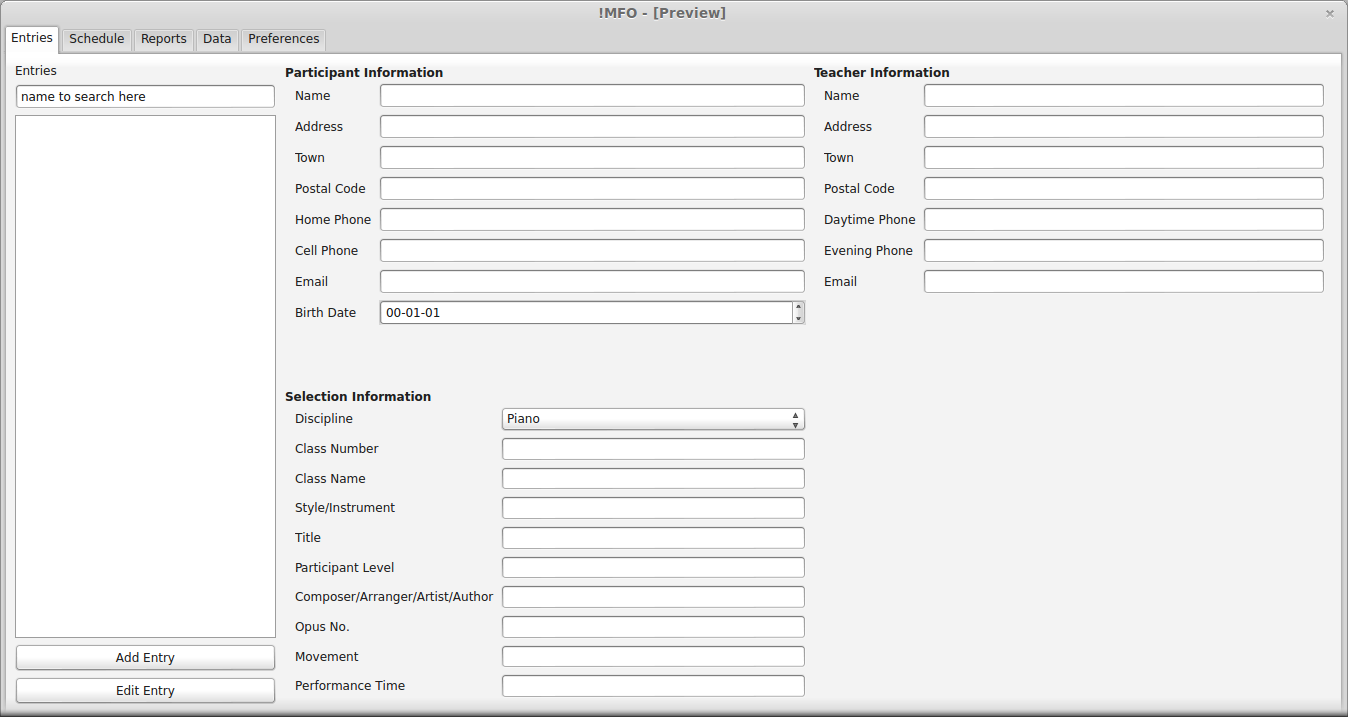 !MFO - [Preview]
Entries Schedule Reports Data Preferences
Entries
name to search here
Add Entry
Edit Entry
Participant Information
Name
Address
Town
Postal Code
Home Phone
Cell Phone
Email
Birth Date 00-01-01
Teacher Information
Name
Address
Town
Postal Code
Daytime Phone
Evening Phone
Email
Selection Information
Discipline Piano
Class Number
Class Name
Style/Instrument
Title
Participant Level
Composer/Arranger/Artist/Author
Opus No.
Movement
Performance Time